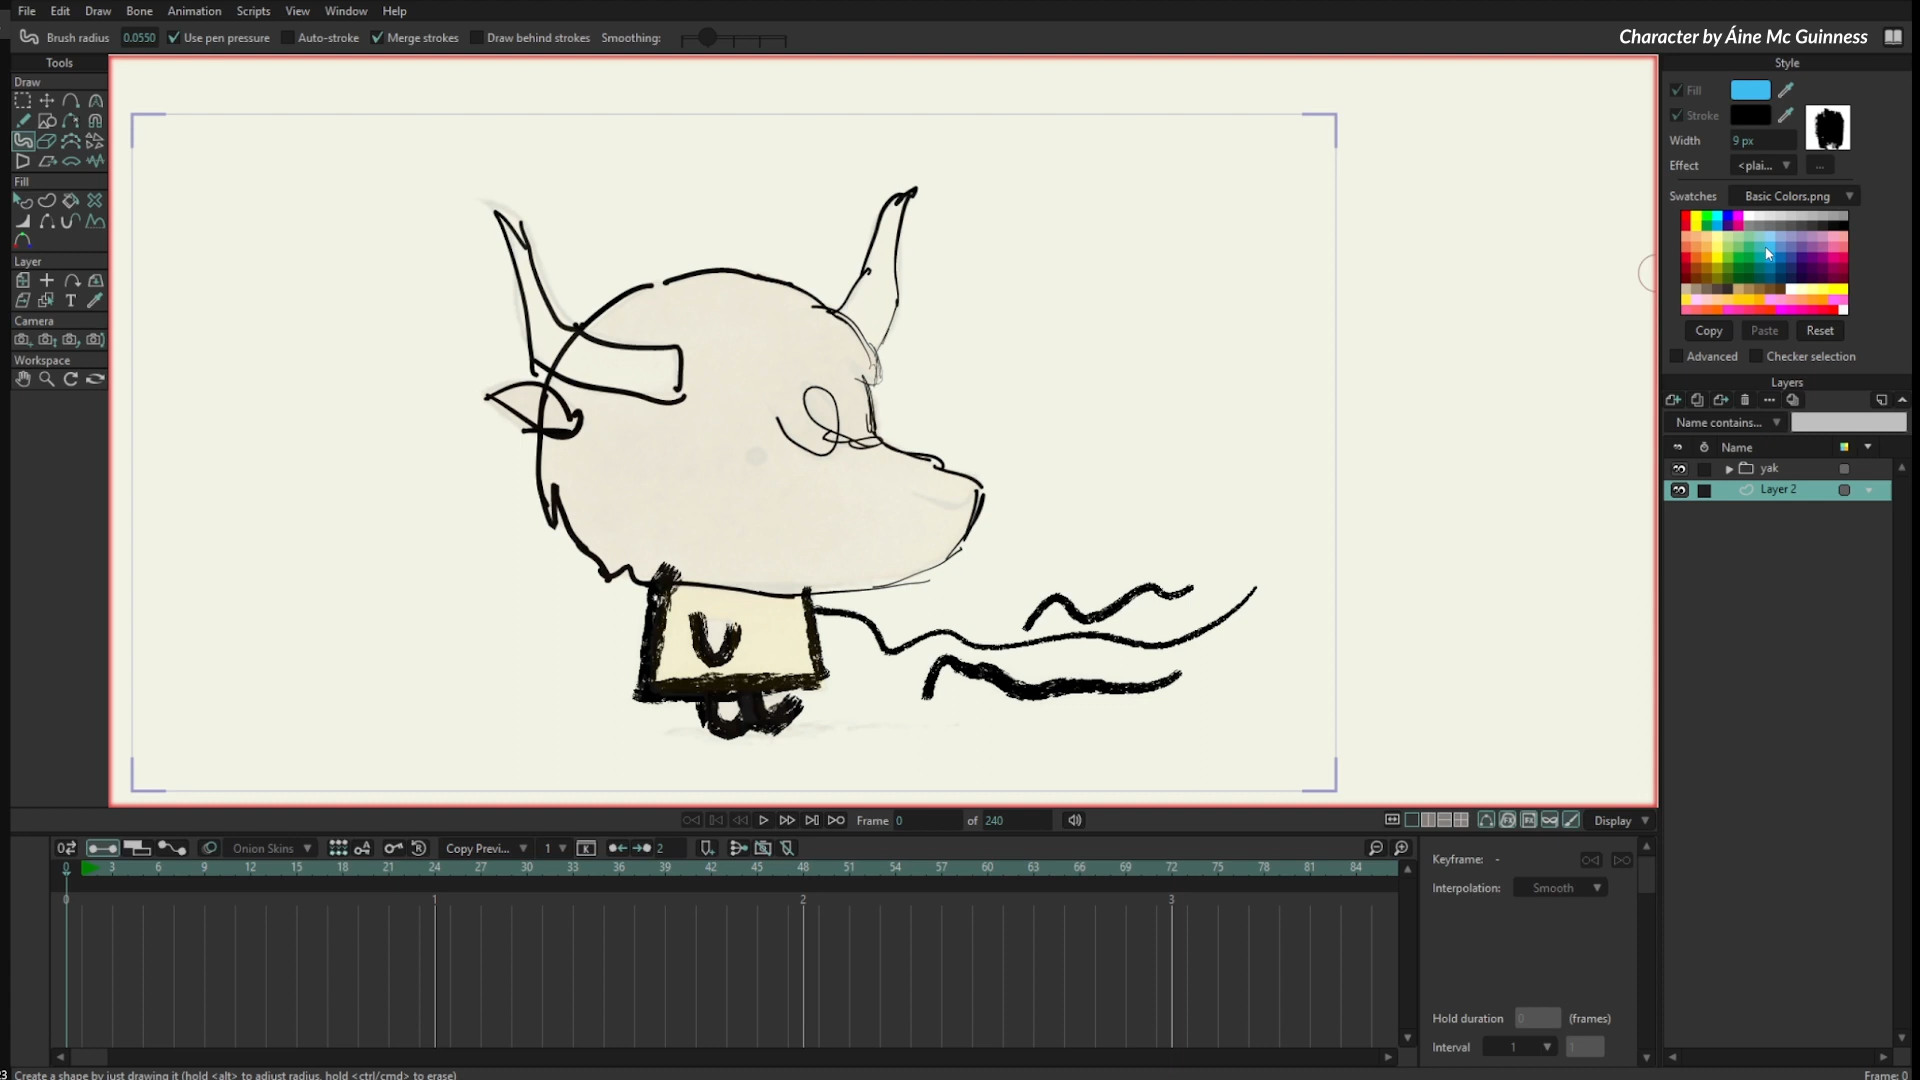 File Edit Draw Bone Animation Scripts View Window Help
Brush radius 0.0550 Use pen pressure Auto-stroke Merge strokes Draw behind strokes Smoothing:
Character by Áine Mc Guinness
Tools
Draw
Fill
Layer
T
Camera
Workspace
U
Style
Fill
Stroke
Width 9 px
Effect <plai... ...
Swatches Basic Colors.png
Copy Paste Reset
Advanced Checker selection
Layers
Name contains...
Name
yak
Layer 2
Frame 0 of 240
Display
Onion Skins Copy Previ... 1 K 2
0 3 6 9 12 15 18 21 24 27 30 33 36 39 42 45 48 51 54 57 60 63 66 69 72 75 78 81 84
0 1 2 3
Keyframe: -
Interpolation: Smooth
Hold duration 0 (frames)
Interval 1 1
Create a shape by just drawing it (hold <alt> to adjust radius, hold <ctrl/cmd> to erase)
Frame: 0